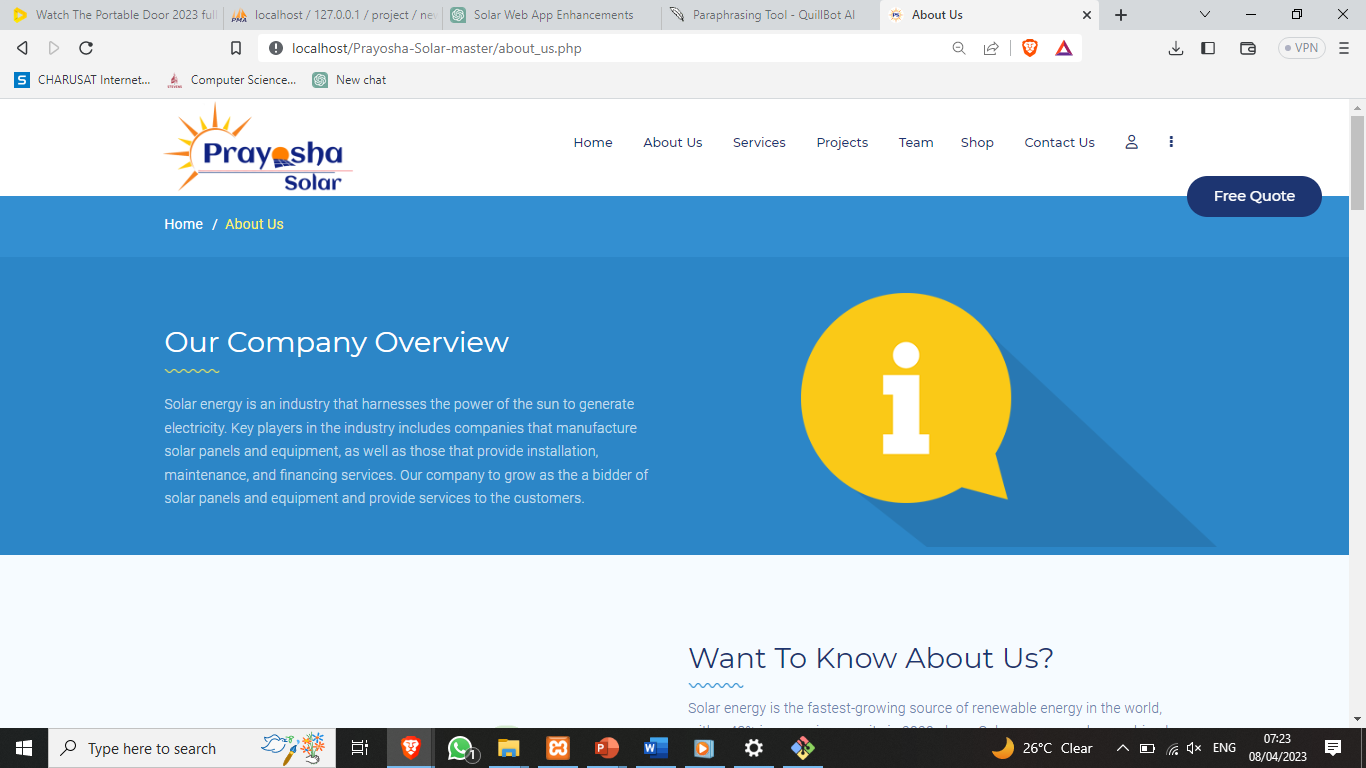 Watch The Portable Door 2023 full
localhost / 127.0.0.1 / project / ne
Solar Web App Enhancements
Paraphrasing Tool - QuillBot AI
About Us
localhost/Prayosha-Solar-master/about_us.php
VPN
CHARUSAT Internet...
Computer Science...
New chat
Prayosha
Solar
Home
About Us
Services
Projects
Team
Shop
Contact Us
Free Quote
Home / About Us
Our Company Overview
Solar energy is an industry that harnesses the power of the sun to generate
electricity. Key players in the industry includes companies that manufacture
solar panels and equipment, as well as those that provide installation,
maintenance, and financing services. Our company to grow as the a bidder of
solar panels and equipment and provide services to the customers.
i
Want To Know About Us?
Solar energy is the fastest-growing source of renewable energy in the world,
Type here to search
1
26°C Clear
ENG
07:23
08/04/2023